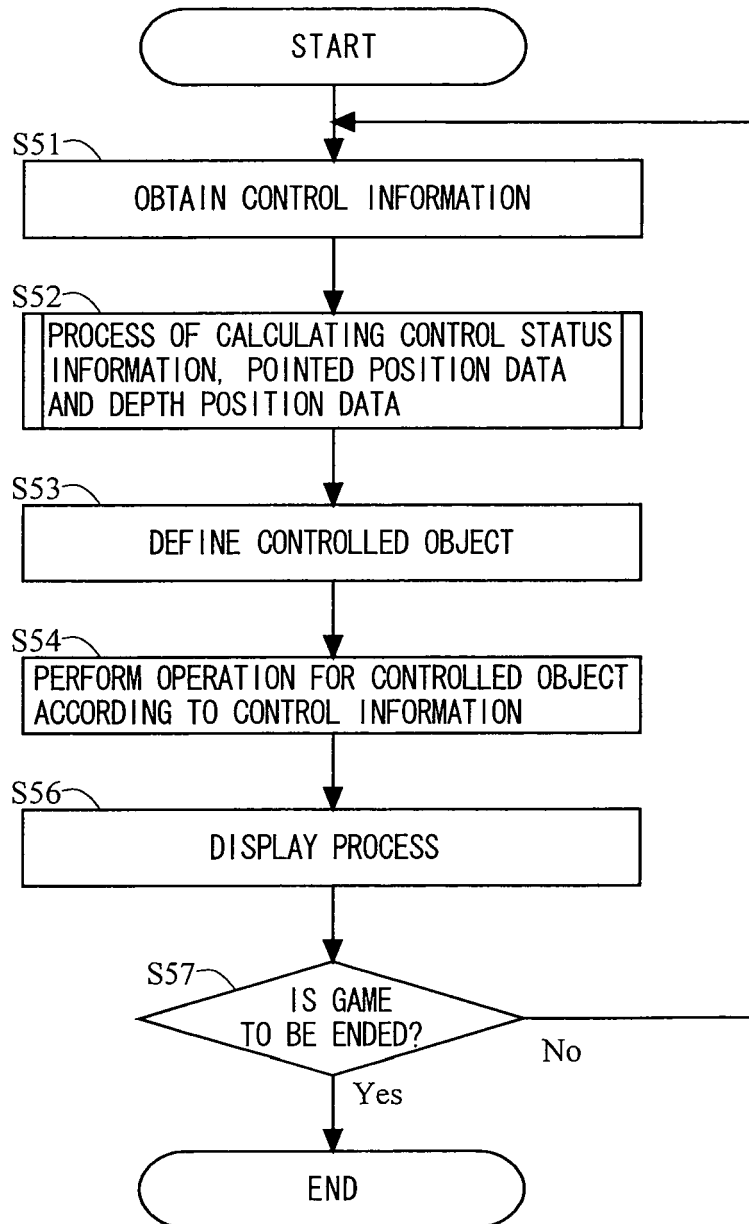 START
S51
OBTAIN CONTROL INFORMATION
S52
PROCESS OF CALCULATING CONTROL STATUS
INFORMATION, POINTED POSITION DATA
AND DEPTH POSITION DATA
S53
DEFINE CONTROLLED OBJECT
S54
PERFORM OPERATION FOR CONTROLLED OBJECT
ACCORDING TO CONTROL INFORMATION
S56
DISPLAY PROCESS
S57
IS GAME
TO BE ENDED?
No
Yes
END